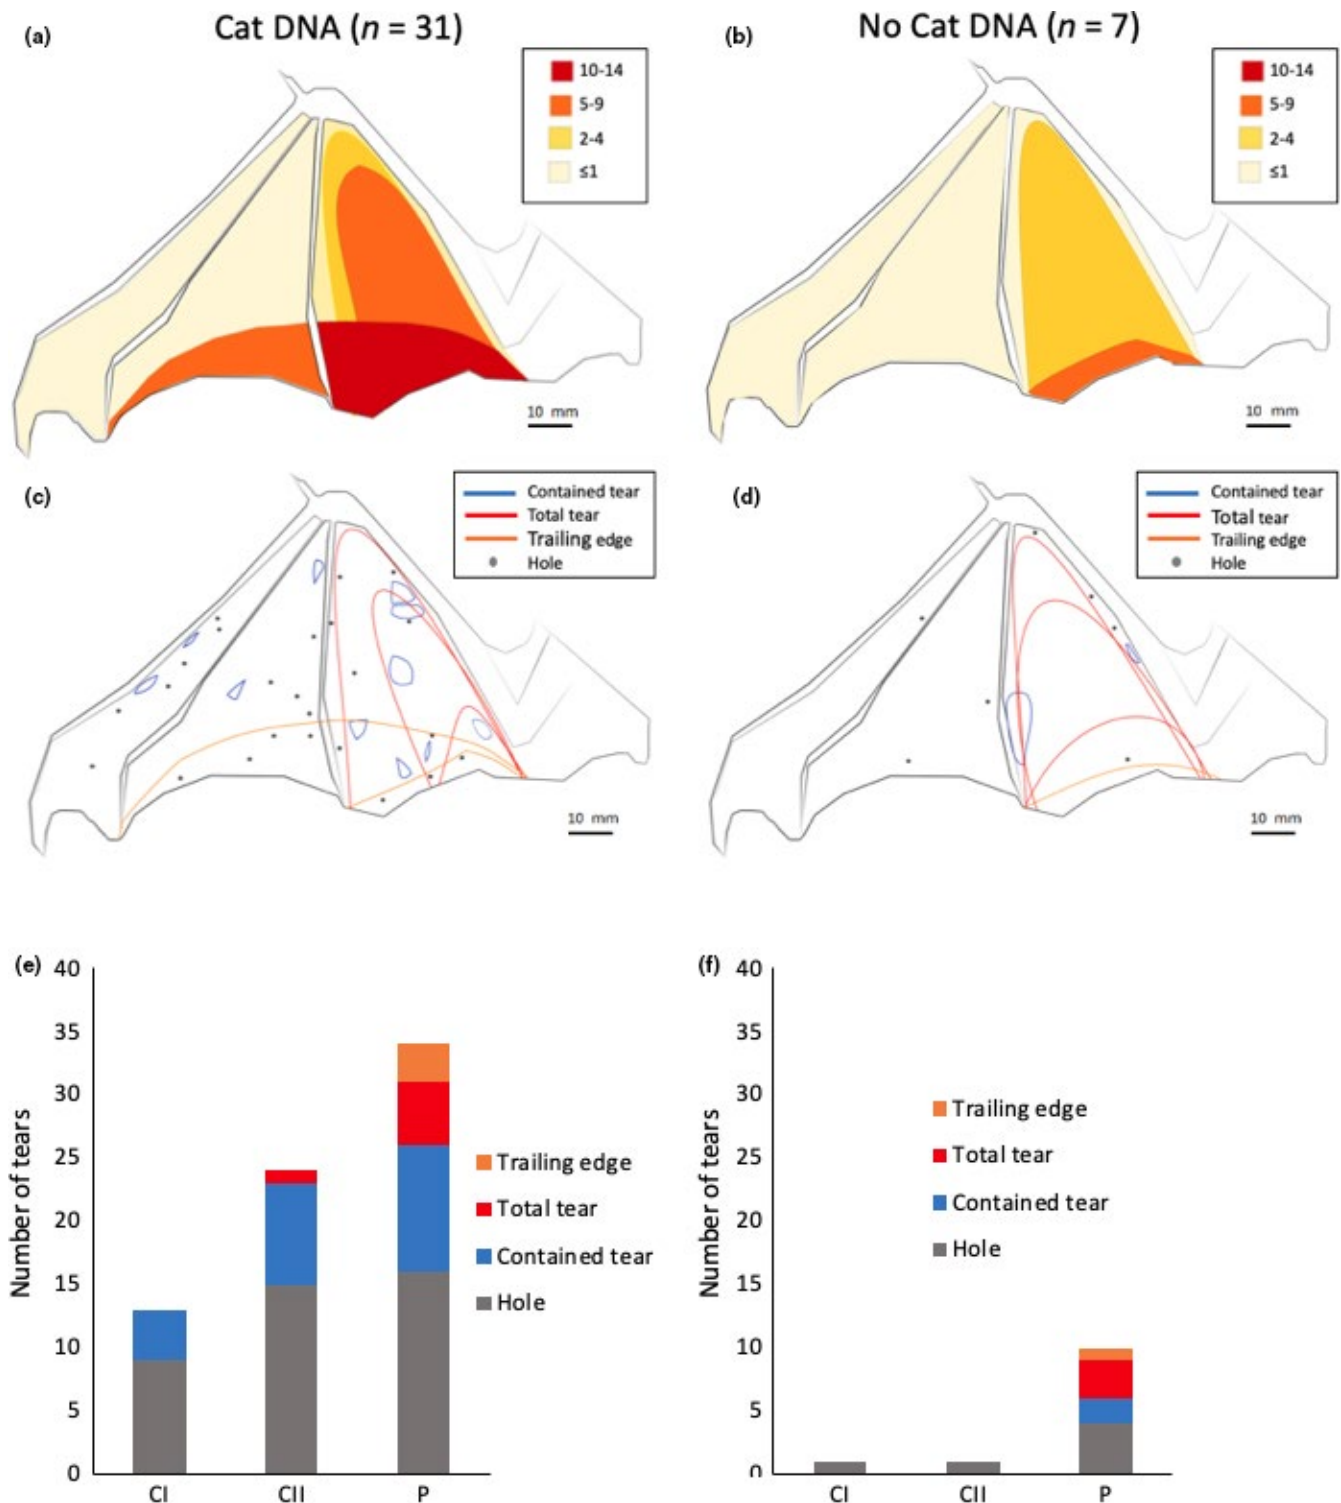 (a)
Cat DNA (n = 31)
10-14
5-9
2-4
≤1
10 mm
(b)
No Cat DNA (n = 7)
10-14
5-9
2-4
≤1
10 mm
(c)
Contained tear
Total tear
Trailing edge
Hole
10 mm
(d)
Contained tear
Total tear
Trailing edge
Hole
10 mm
(e)
Number of tears
40
35
30
25
20
15
10
5
0
CI
CII
P
Trailing edge
Total tear
Contained tear
Hole
(f)
Number of tears
40
35
30
25
20
15
10
5
0
CI
CII
P
Trailing edge
Total tear
Contained tear
Hole